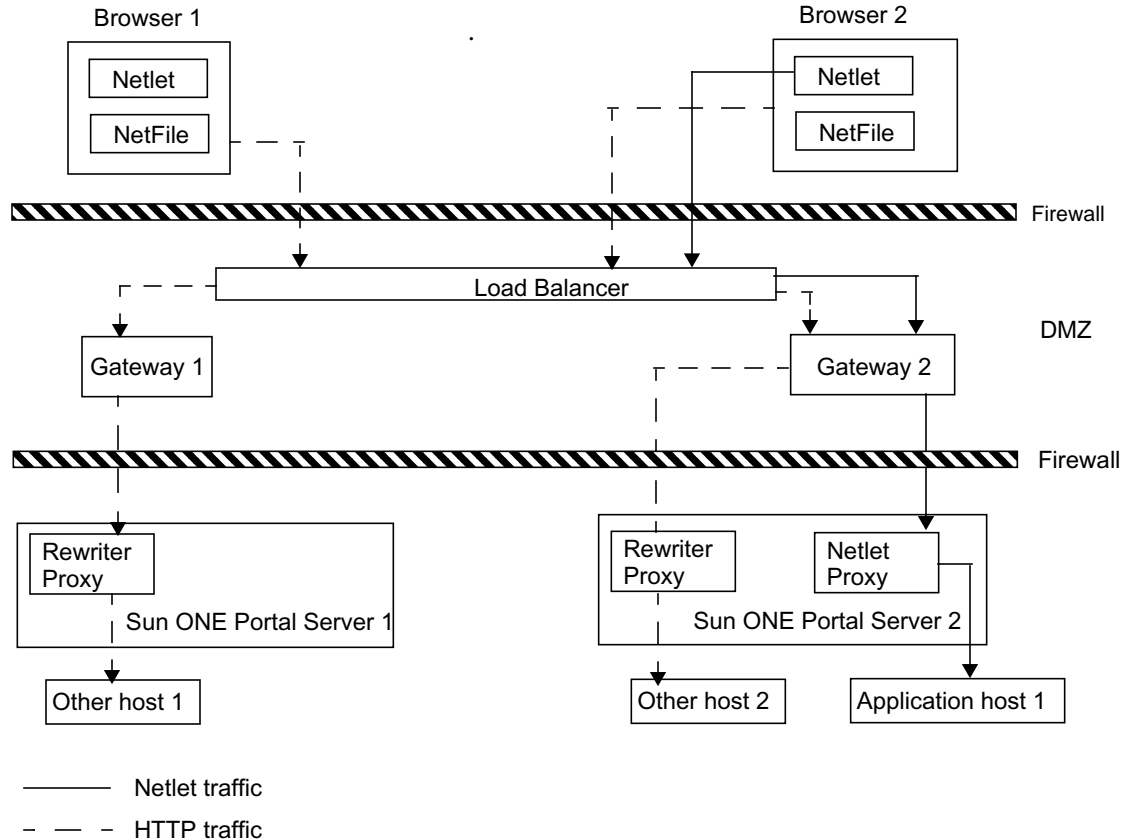 Browser 1
Browser 2
Netlet
NetFile
Netlet
NetFile
Firewall
Load Balancer
DMZ
Gateway 1
Gateway 2
Firewall
Rewriter
Proxy
Sun ONE Portal Server 1
Rewriter
Proxy
Netlet
Proxy
Sun ONE Portal Server 2
Other host 1
Other host 2
Application host 1
Netlet traffic
HTTP traffic